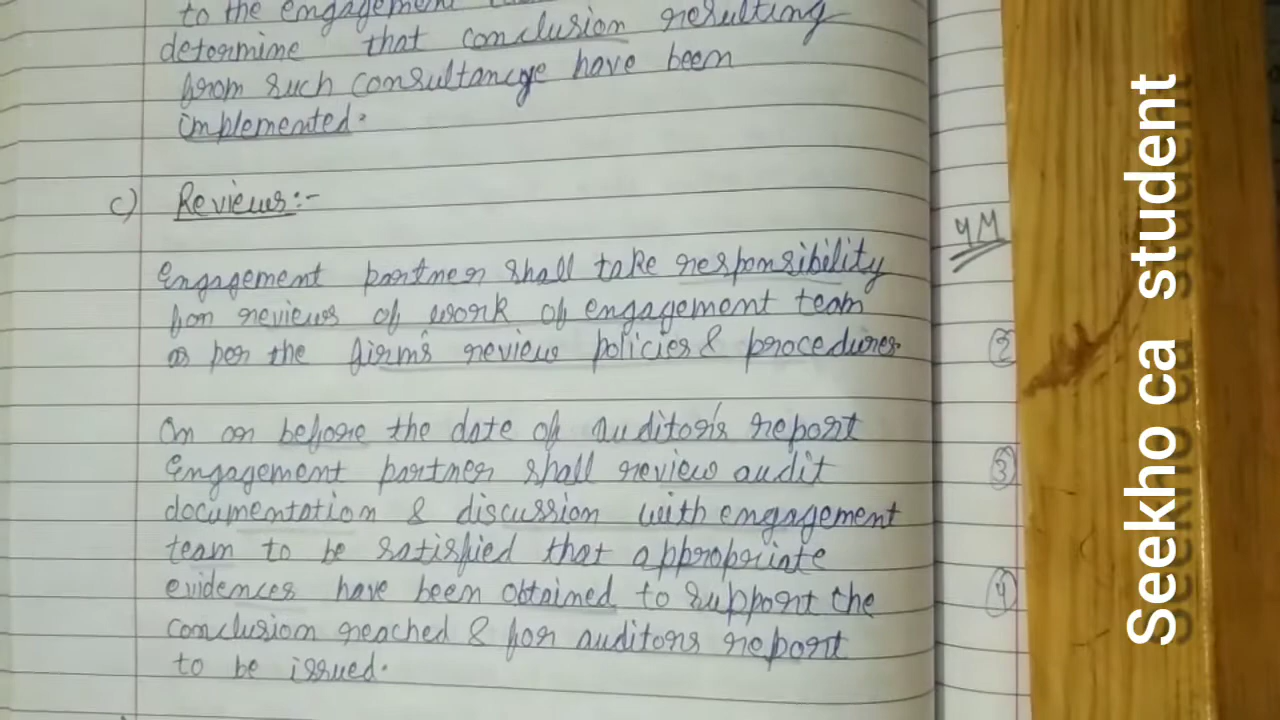 to the engagement
determine that conclusion resulting
from such consultancye have been
implemented.
c) Reviews:-
4M
Engagement partner shall take responsibility
for reviews of work of engagement team
as per the firm's review policies & procedures
2
On or before the date of auditor's report
Engagement partner shall review audit
3
documentation & discussion with engagement
team to be satisfied that appropriate
evidences have been obtained to support the
4
conclusion reached & for auditors report
to be issued.
Seekho ca student